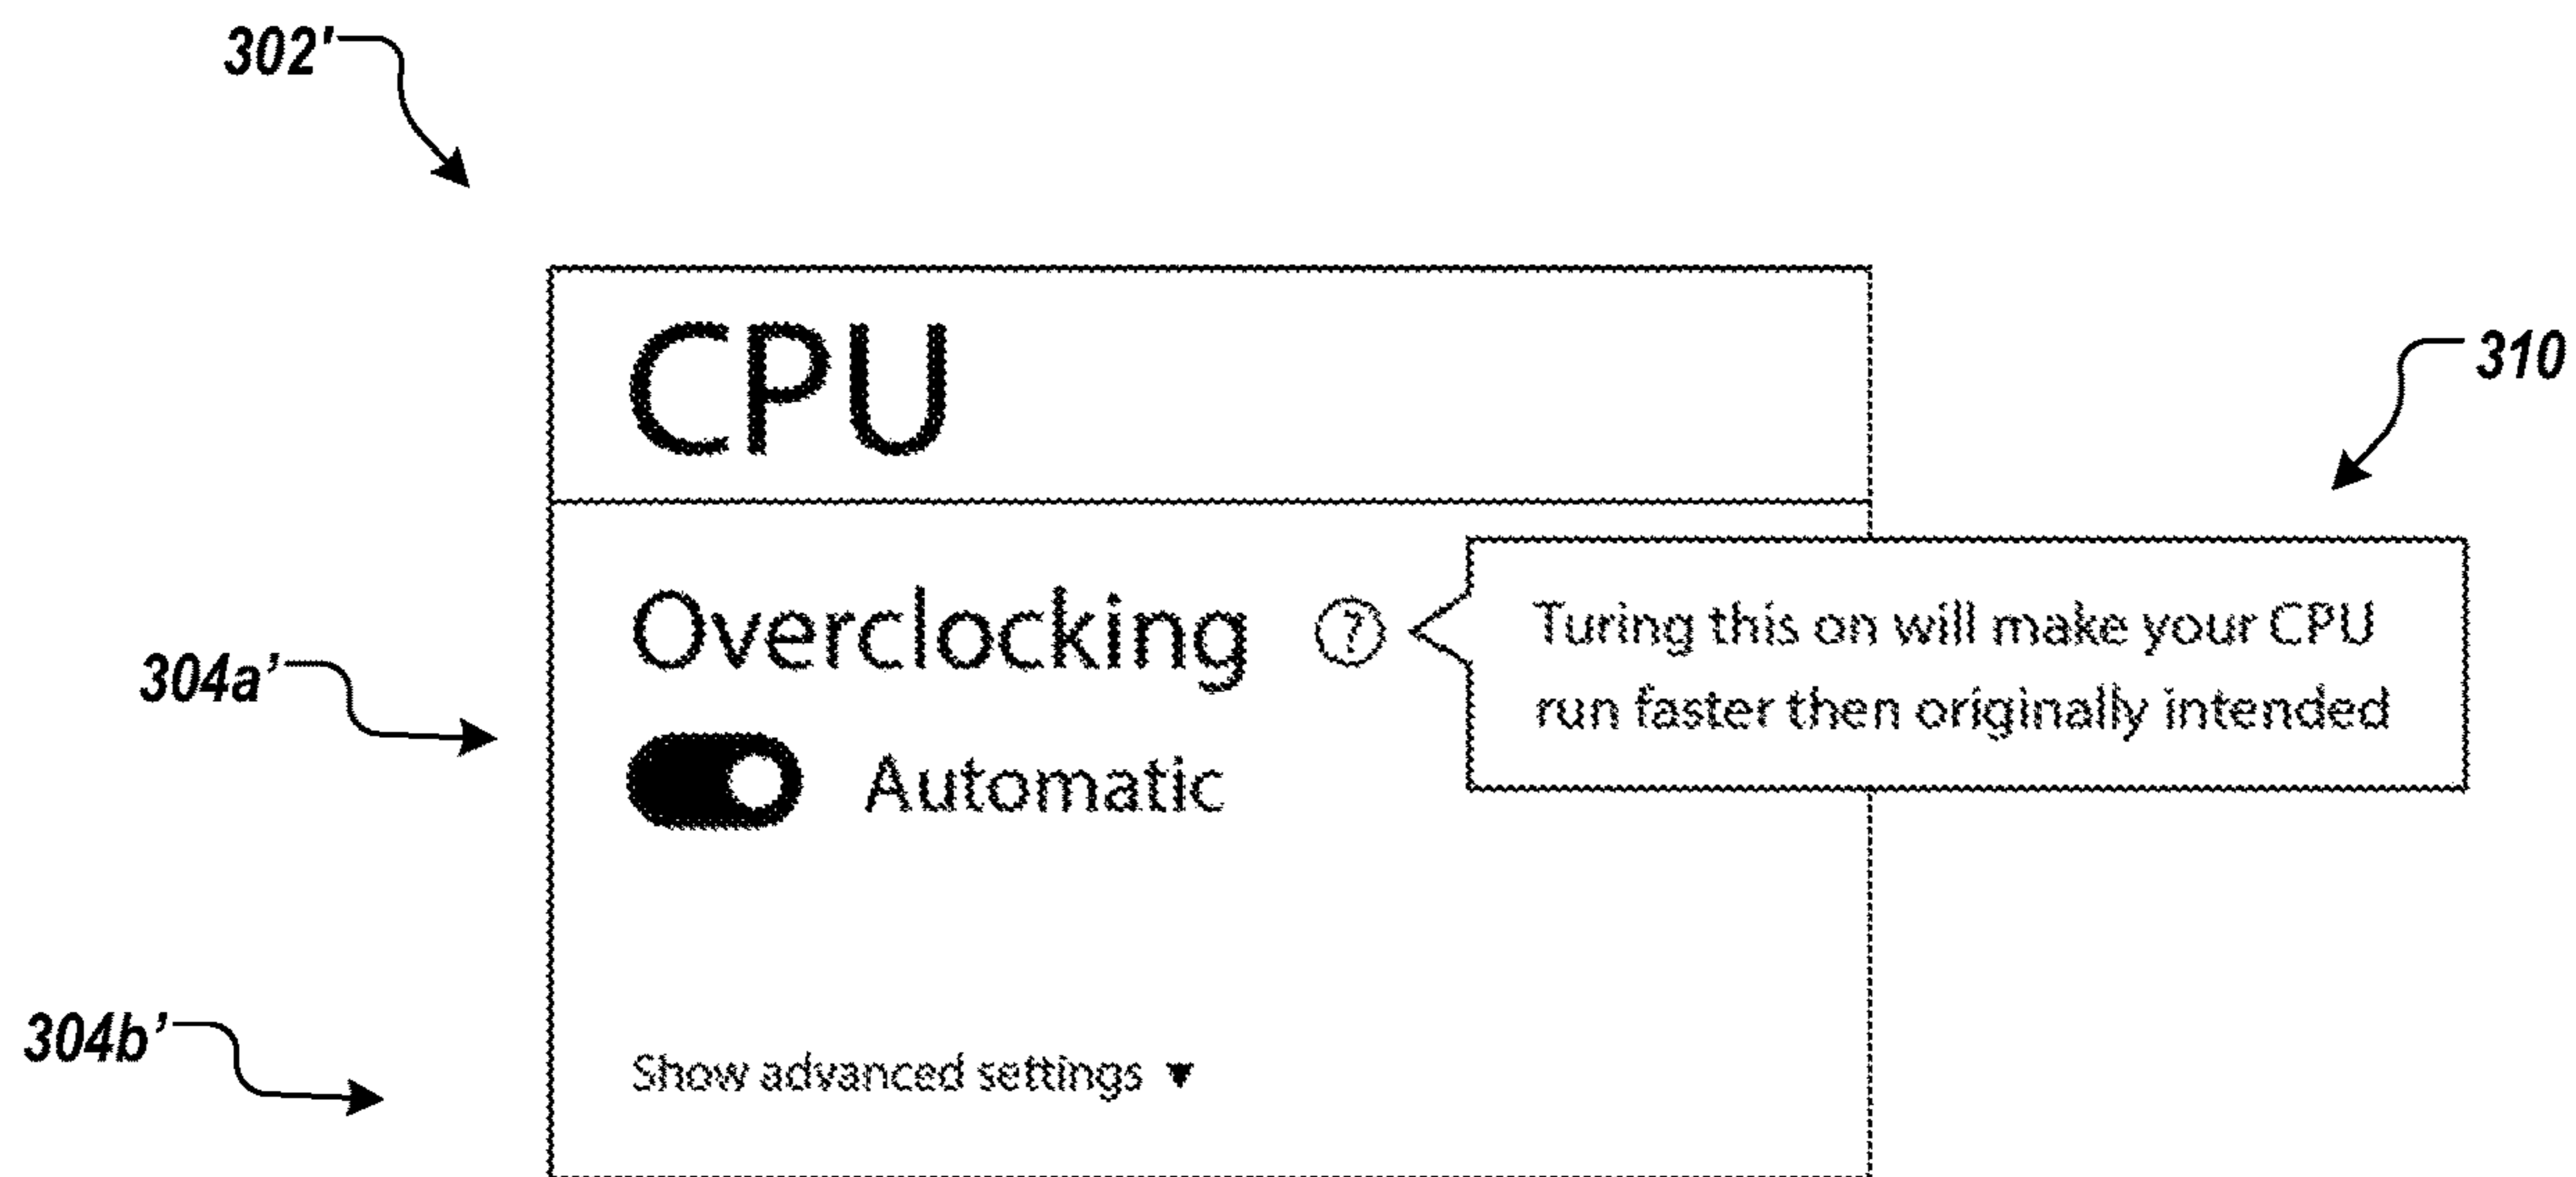 302'
CPU
310
Overclocking ?
Turing this on will make your CPU
run faster then originally intended
304a’
Automatic
304b’
Show advanced settings ▼